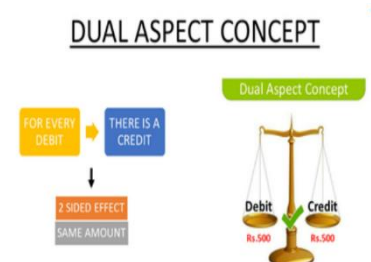 DUAL ASPECT CONCEPT
FOR EVERY
DEBIT
THERE IS A
CREDIT
2 SIDED EFFECT
SAME AMOUNT
Dual Aspect Concept
Debit
Credit
Rs.500
Rs.500